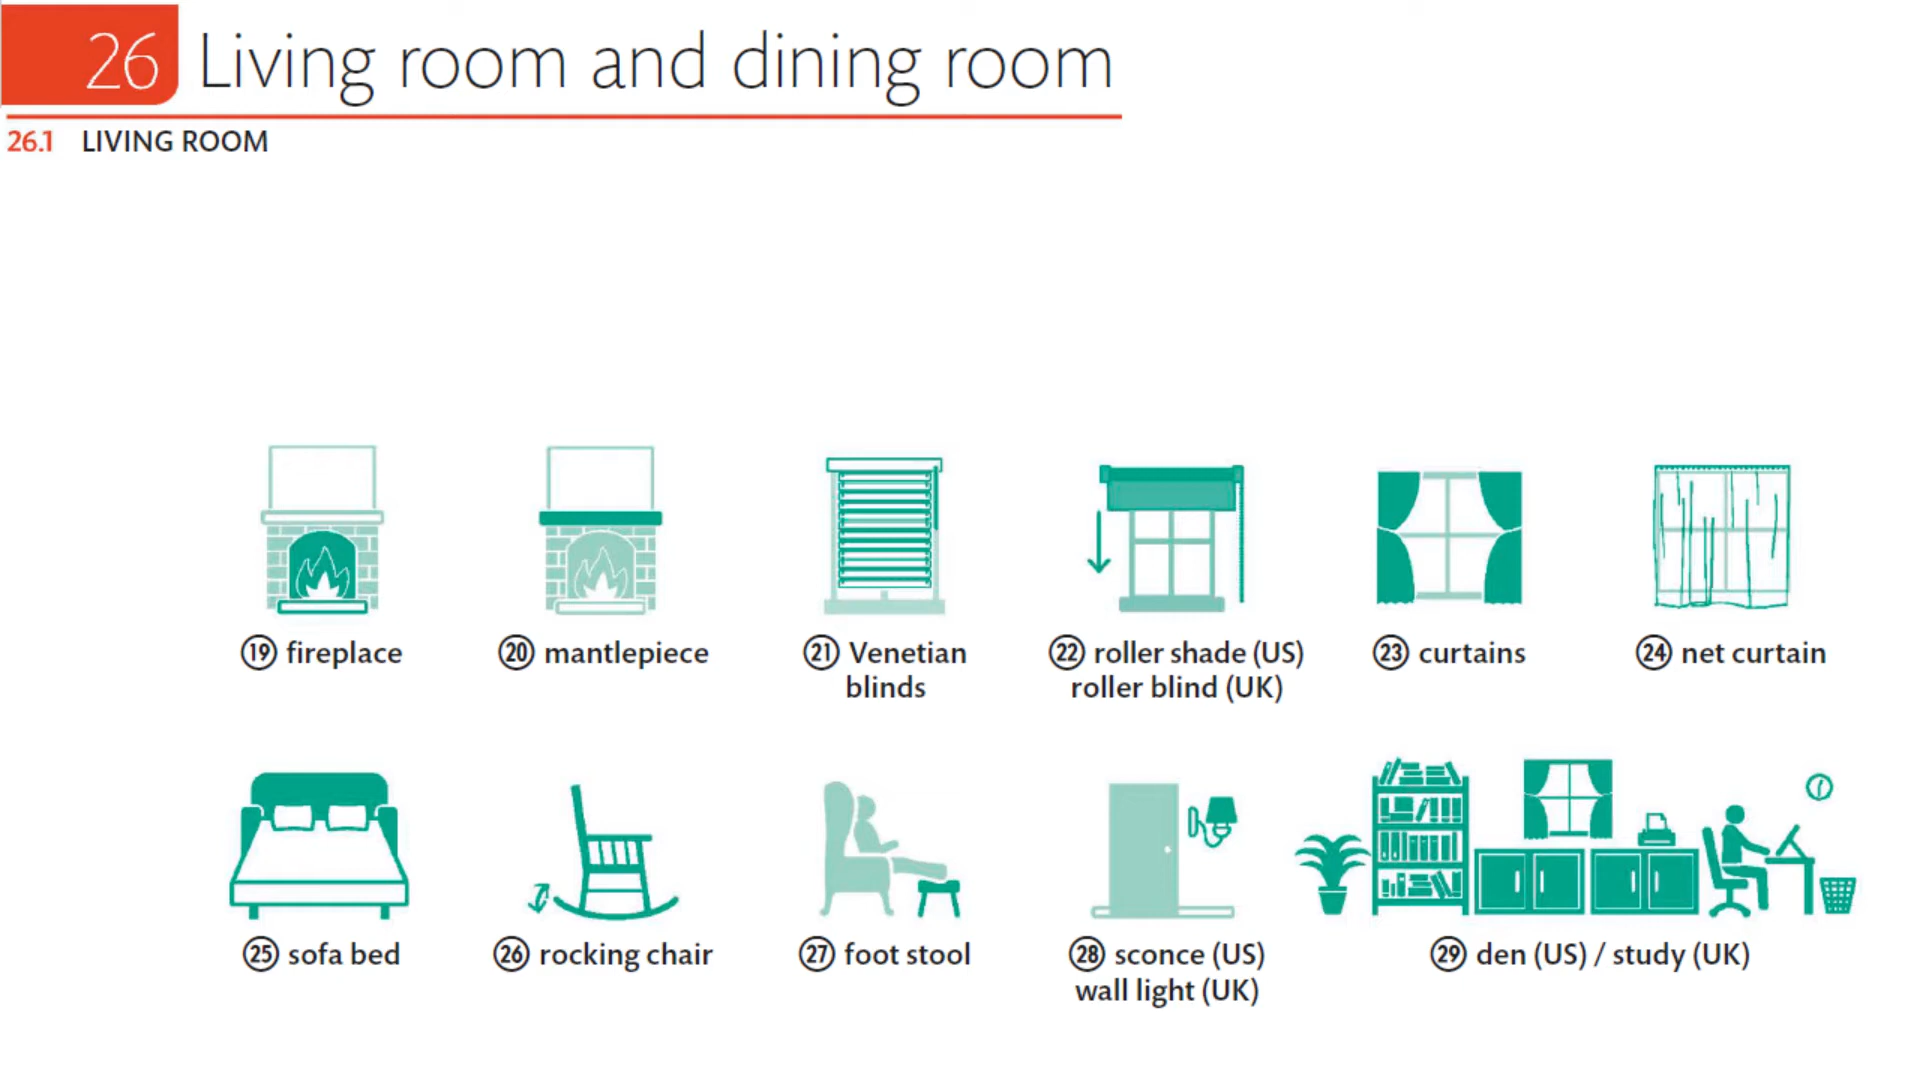 26 Living room and dining room
26.1 LIVING ROOM
19 fireplace
20 mantlepiece
21 Venetian
blinds
22 roller shade (US)
roller blind (UK)
23 curtains
24 net curtain
25 sofa bed
26 rocking chair
27 foot stool
28 sconce (US)
wall light (UK)
29 den (US) / study (UK)